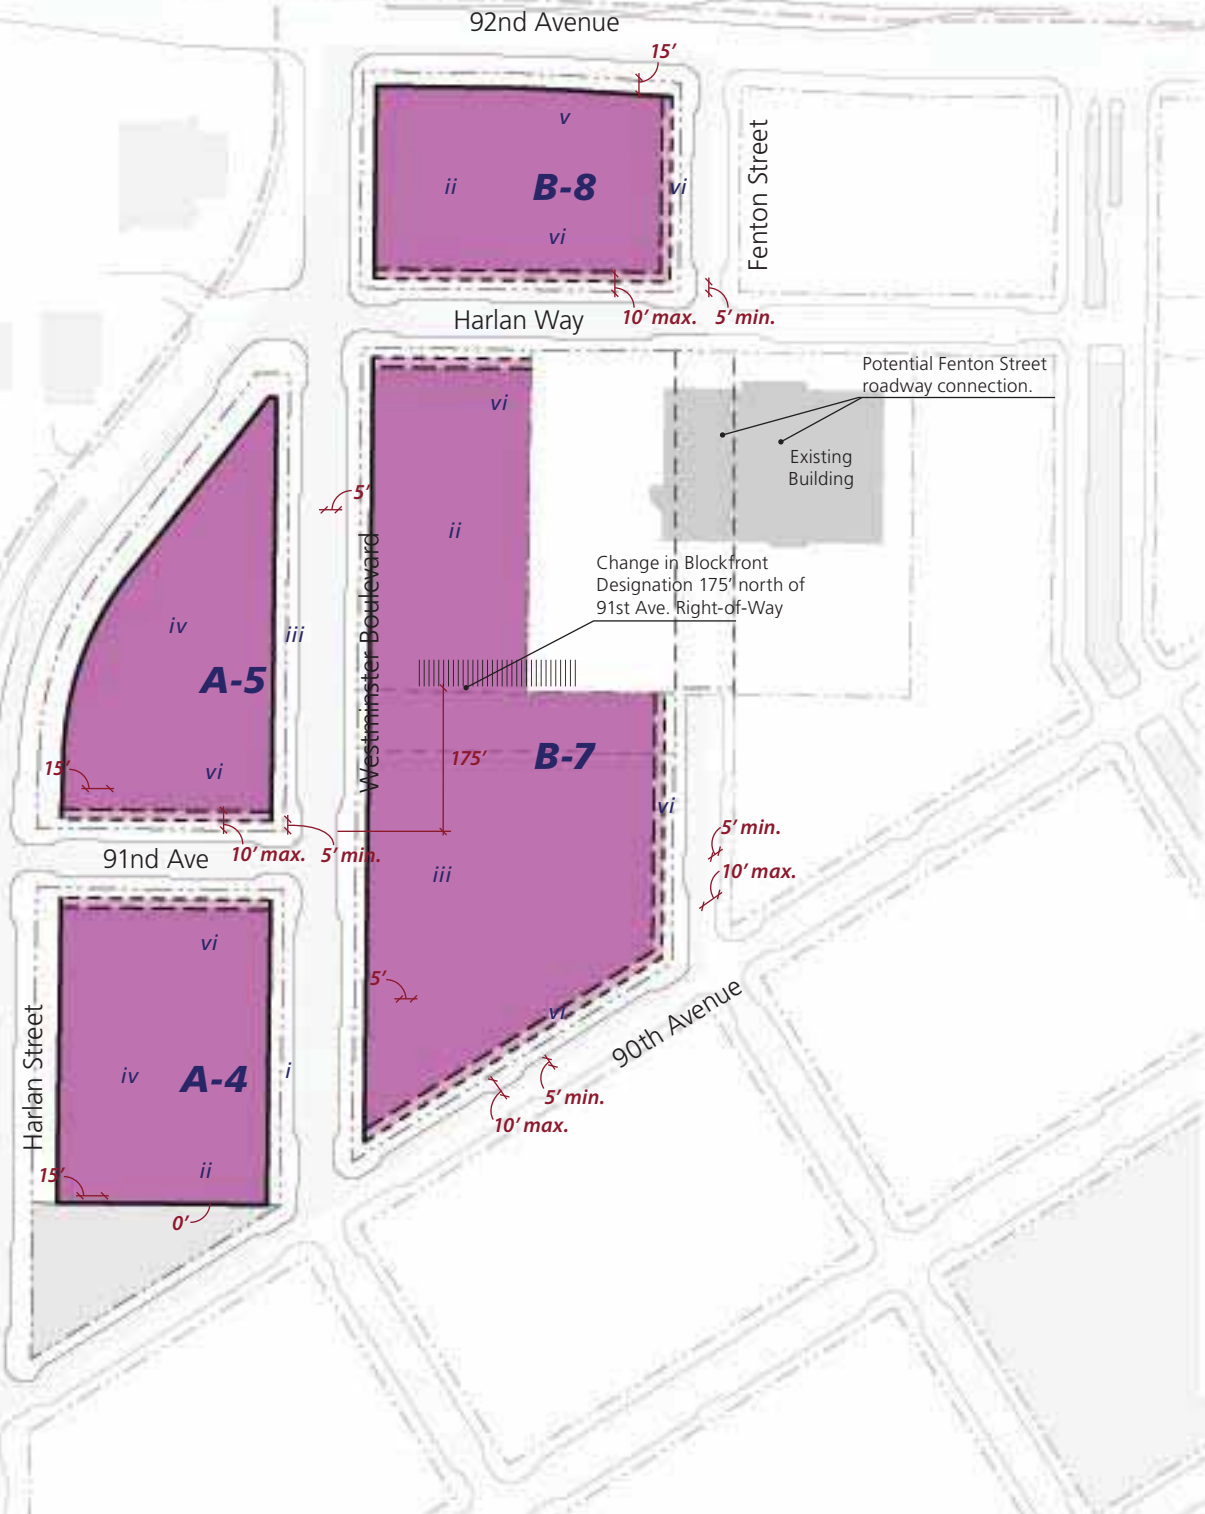 92nd Avenue
15’
v
ii
B-8
vi
vi
Fenton Street
10’ max.
5’ min.
Harlan Way
Potential Fenton Street
roadway connection.
vi
Existing
Building
5’
ii
Westminster Boulevard
Change in Blockfront
Designation 175’ north of
91st Ave. Right-of-Way
iv
iii
A-5
B-7
175’
15’
vi
vi
5’ min.
10’ max.
10’ max.
5’ min.
91nd Ave
iii
vi
5’
vi
90th Avenue
Harlan Street
iv
A-4
i
5’ min.
10’ max.
ii
15’
0’